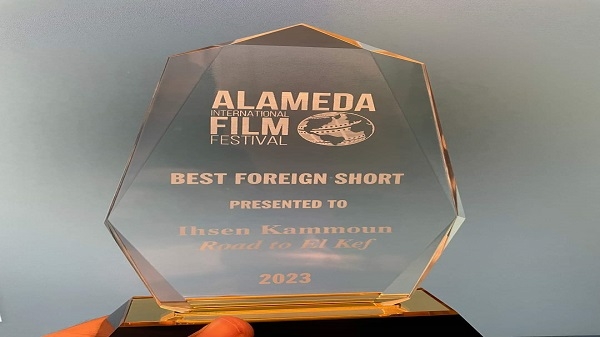 ALAMEDA
INTERNATIONAL
FILM
FESTIVAL
BEST FOREIGN SHORT
PRESENTED TO
Ihsen Kammoun
Road to El Kef
2023